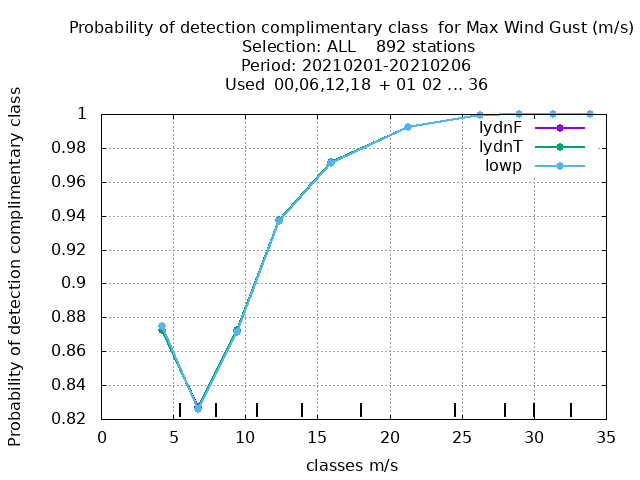 Probability of detection complimentary class  for Max Wind Gust (m/s)
Selection: ALL    892 stations
Period: 20210201-20210206
Used  00,06,12,18  + 01 02 ... 36
Probability of detection complimentary class
1
0.98
0.96
0.94
0.92
0.9
0.88
0.86
0.84
0.82
lydnF
lydnT
lowp
0 5 10 15 20 25 30 35
classes m/s